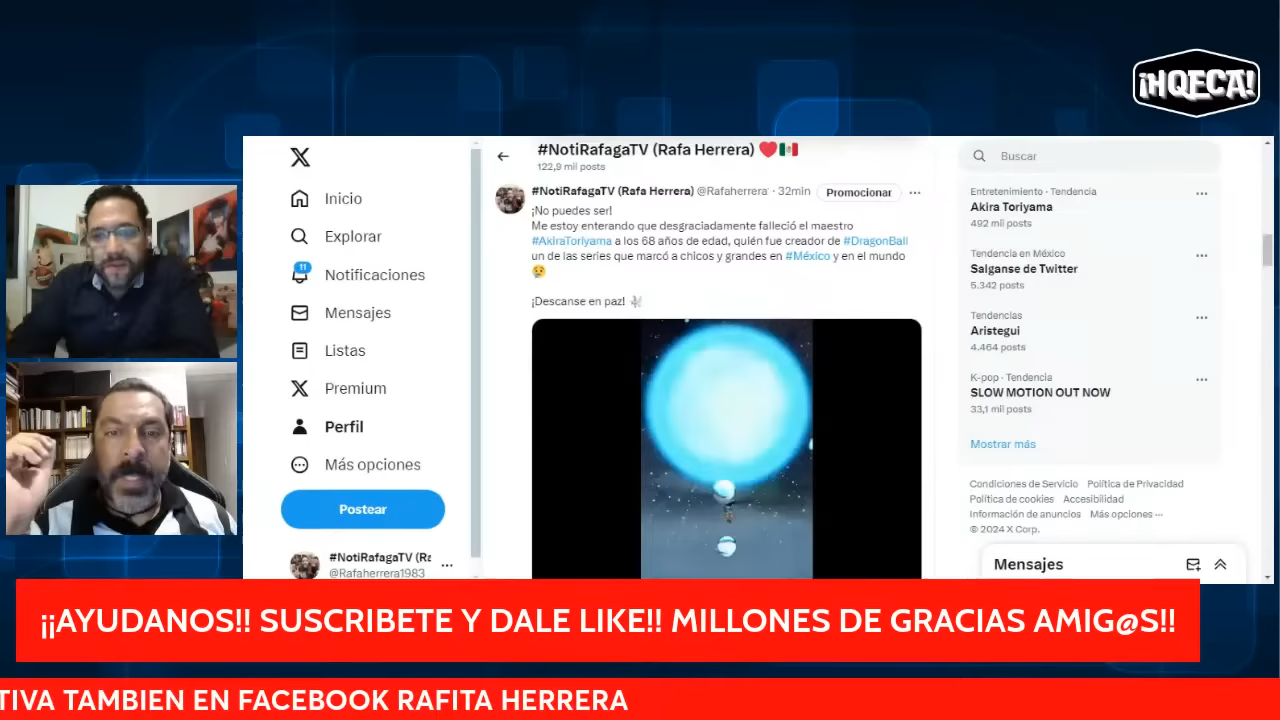 ¡HQECA!
X
Inicio
Explorar
11
Notificaciones
Mensajes
Listas
Premium
Perfil
Más opciones
Postear
#NotiRafagaTV (Ra
@Rafaherrera1983
#NotiRafagaTV (Rafa Herrera)
122,9 mil posts
#NotiRafagaTV (Rafa Herrera) @Rafaherrera · 32min
Promocionar
¡No puedes ser!
Me estoy enterando que desgraciadamente falleció el maestro
#AkiraToriyama a los 68 años de edad, quién fue creador de #DragonBall
un de las series que marcó a chicos y grandes en #México y en el mundo
¡Descanse en paz!
Buscar
Entretenimiento · Tendencia
Akira Toriyama
492 mil posts
Tendencia en México
Salganse de Twitter
5.342 posts
Tendencias
Aristegui
4.464 posts
K-pop · Tendencia
SLOW MOTION OUT NOW
33,1 mil posts
Mostrar más
Condiciones de Servicio Política de Privacidad
Política de cookies Accesibilidad
Información de anuncios Más opciones ···
© 2024 X Corp.
Mensajes
¡¡AYUDANOS!! SUSCRIBETE Y DALE LIKE!! MILLONES DE GRACIAS AMIG@S!!
TIVA TAMBIEN EN FACEBOOK RAFITA HERRERA